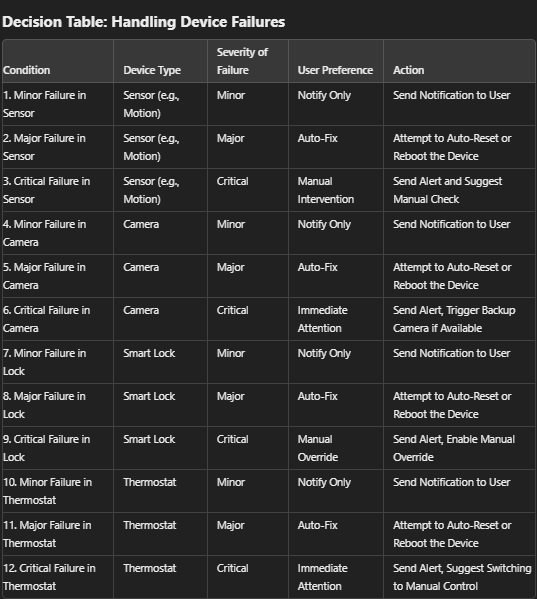 Decision Table: Handling Device Failures
Condition Device Type Severity of Failure User Preference Action
1. Minor Failure in Sensor Sensor (e.g., Motion) Minor Notify Only Send Notification to User
2. Major Failure in Sensor Sensor (e.g., Motion) Major Auto-Fix Attempt to Auto-Reset or Reboot the Device
3. Critical Failure in Sensor Sensor (e.g., Motion) Critical Manual Intervention Send Alert and Suggest Manual Check
4. Minor Failure in Camera Camera Minor Notify Only Send Notification to User
5. Major Failure in Camera Camera Major Auto-Fix Attempt to Auto-Reset or Reboot the Device
6. Critical Failure in Camera Camera Critical Immediate Attention Send Alert, Trigger Backup Camera if Available
7. Minor Failure in Lock Smart Lock Minor Notify Only Send Notification to User
8. Major Failure in Lock Smart Lock Major Auto-Fix Attempt to Auto-Reset or Reboot the Device
9. Critical Failure in Lock Smart Lock Critical Manual Override Send Alert, Enable Manual Override
10. Minor Failure in Thermostat Thermostat Minor Notify Only Send Notification to User
11. Major Failure in Thermostat Thermostat Major Auto-Fix Attempt to Auto-Reset or Reboot the Device
12. Critical Failure in Thermostat Thermostat Critical Immediate Attention Send Alert, Suggest Switching to Manual Control